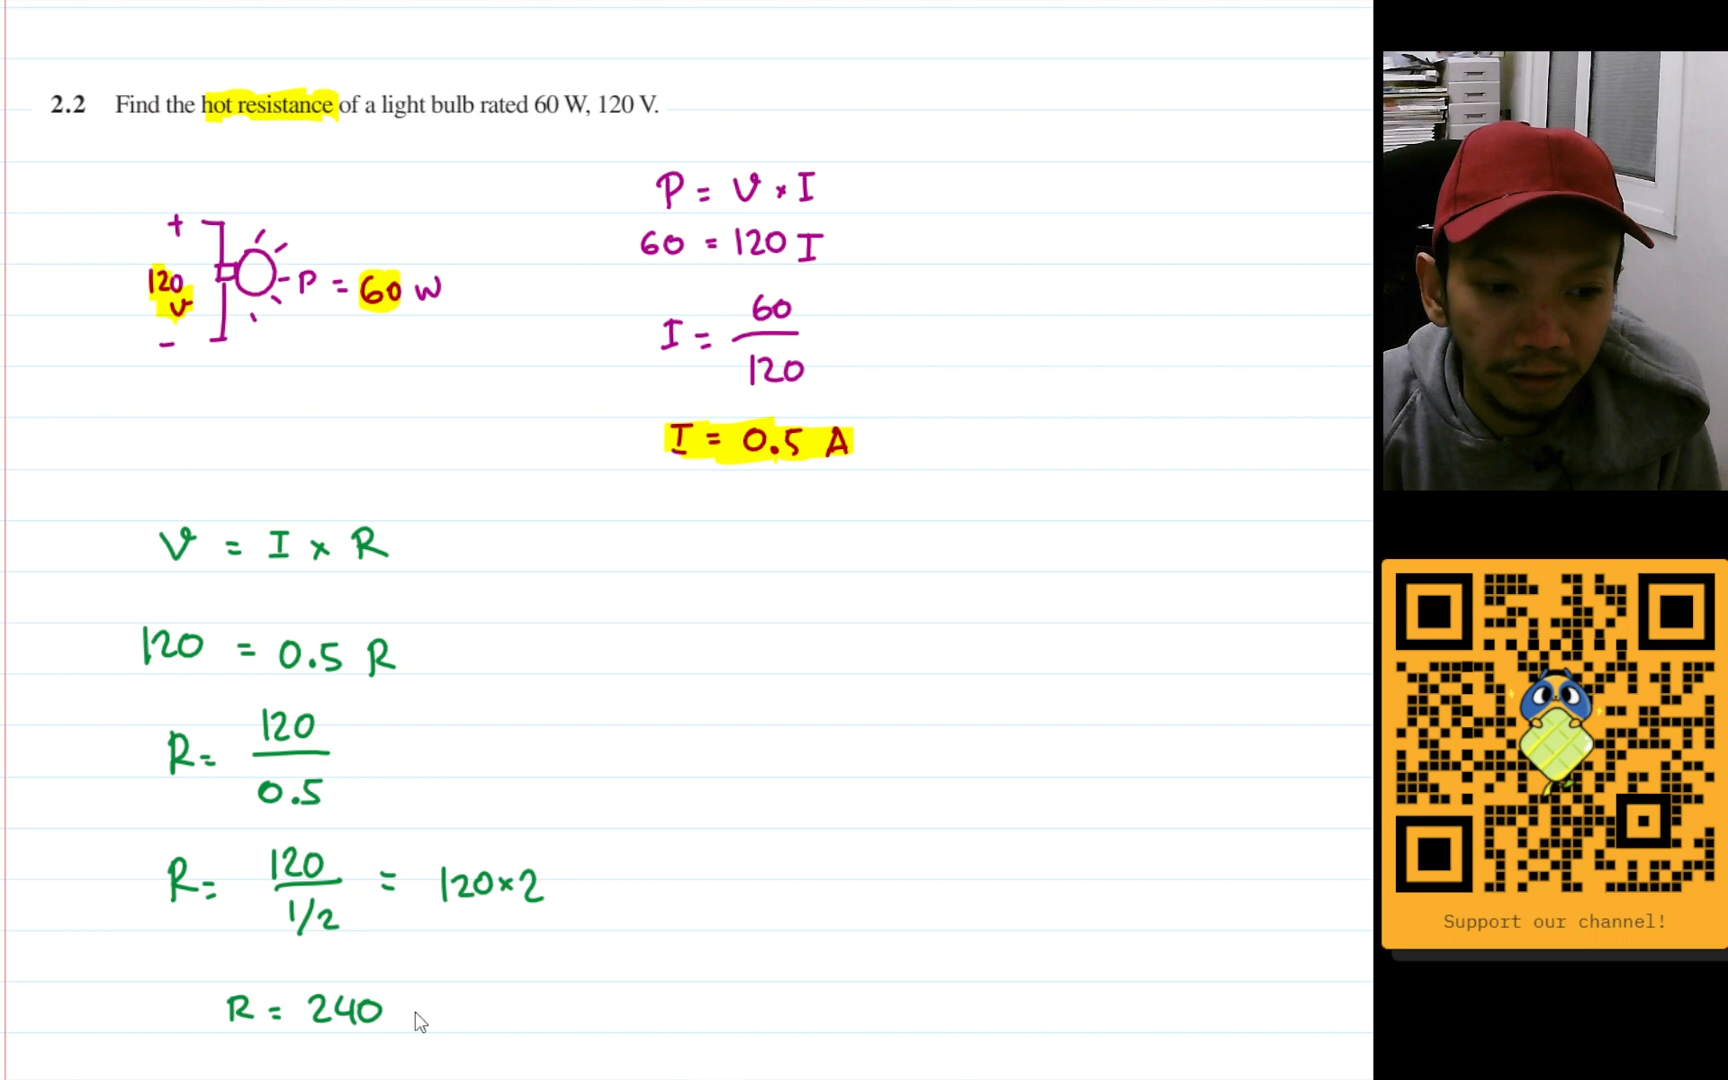 2.2 Find the hot resistance of a light bulb rated 60 W, 120 V.
+
120
V
-
P = 60 W
P = V × I
60 = 120 I
I = 60/120
I = 0.5 A
V = I × R
120 = 0.5 R
R = 120/0.5
R = 120/1/2 = 120×2
R = 240
Support our channel!